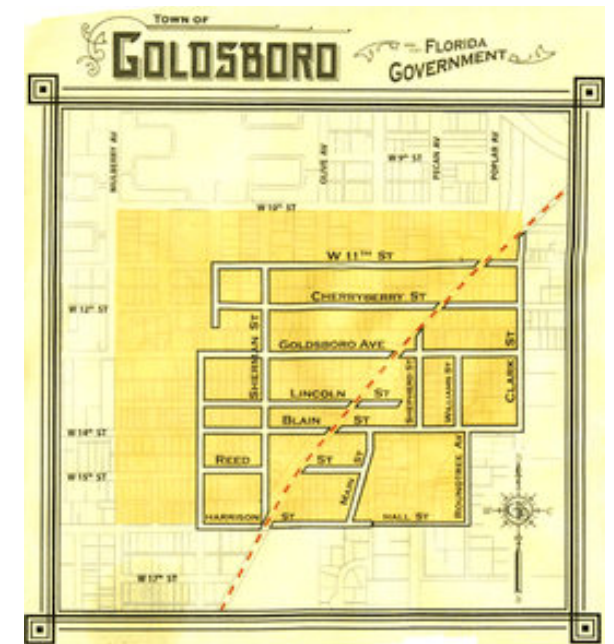 TOWN OF
GOLDSBORO
FLORIDA
GOVERNMENT
MULBERRY AV
OLIVE AV
W 9TH ST
PECAN AV
POPLAR AV
W 10TH ST
W 11TH ST
W 12TH ST
CHERRYBERRY ST
SHERMAN ST
GOLDSBORO AVE
SHEPHERD ST
WILLIAMS ST
CLARK ST
LINCOLN ST
BLAIN ST
W 14TH ST
REED ST
MAIN ST
ROUNDTREE AV
W 15TH ST
HARRISON ST
HALL ST
W 17TH ST